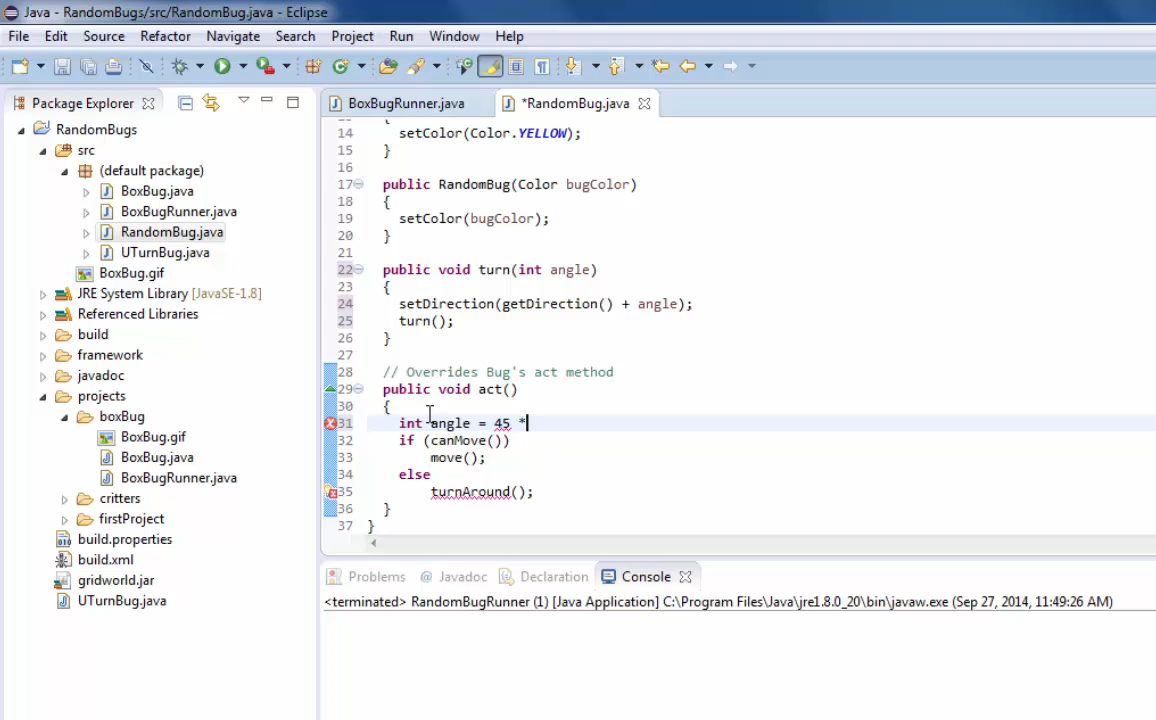 Java - RandomBugs/src/RandomBug.java - Eclipse
File Edit Source Refactor Navigate Search Project Run Window Help
Package Explorer
BoxBugRunner.java *RandomBug.java
RandomBugs
src
(default package)
BoxBug.java
BoxBugRunner.java
RandomBug.java
UTurnBug.java
BoxBug.gif
JRE System Library [JavaSE-1.8]
Referenced Libraries
build
framework
javadoc
projects
boxBug
BoxBug.gif
BoxBug.java
BoxBugRunner.java
critters
firstProject
build.properties
build.xml
gridworld.jar
UTurnBug.java
14 setColor(Color.YELLOW);
15 }
16
17 public RandomBug(Color bugColor)
18 {
19 setColor(bugColor);
20 }
21
22 public void turn(int angle)
23 {
24 setDirection(getDirection() + angle);
25 turn();
26 }
27
28 // Overrides Bug's act method
29 public void act()
30 {
31 int angle = 45 *
32 if (canMove())
33 move();
34 else
35 turnAround();
36 }
37 }
Problems @ Javadoc Declaration Console
<terminated> RandomBugRunner (1) [Java Application] C:\Program Files\Java\jre1.8.0_20\bin\javaw.exe (Sep 27, 2014, 11:49:26 AM)